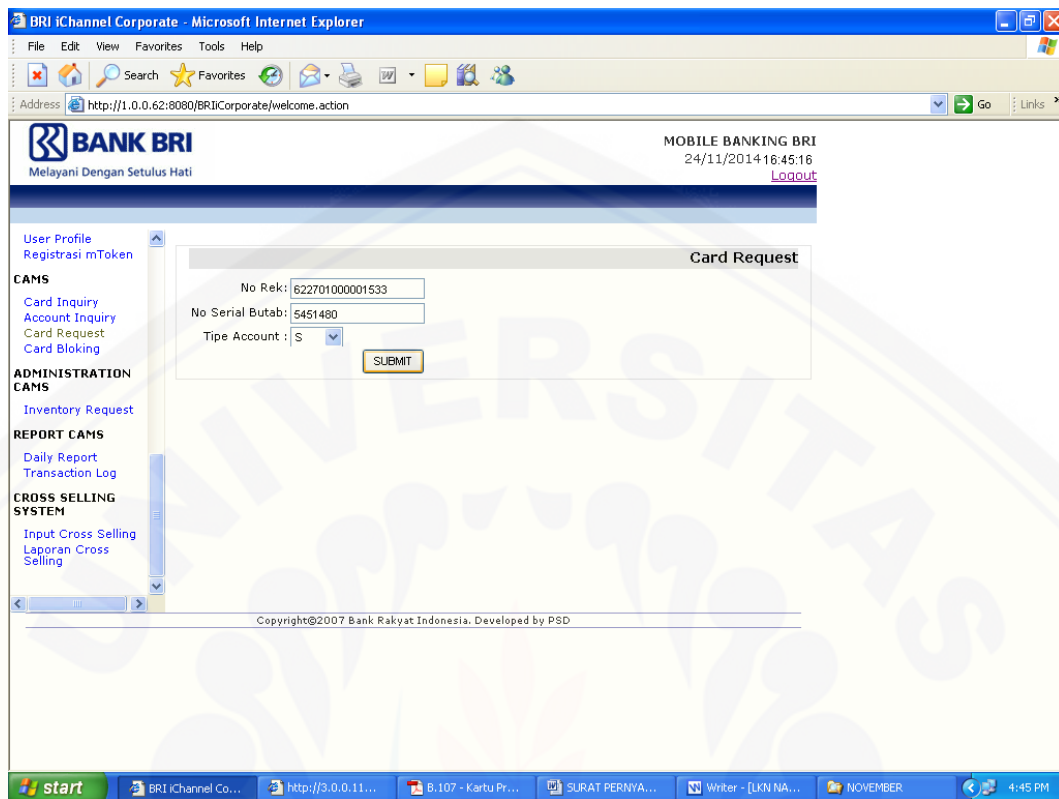 BRI iChannel Corporate - Microsoft Internet Explorer
File Edit View Favorites Tools Help
Search Favorites
Address http://1.0.0.62:8080/BRIiCorporate/welcome.action Go Links
BANK BRI
Melayani Dengan Setulus Hati
MOBILE BANKING BRI
24/11/2014 16:45:16
Logout
User Profile
Registrasi mToken
CAMS
Card Inquiry
Account Inquiry
Card Request
Card Bloking
ADMINISTRATION
CAMS
Inventory Request
REPORT CAMS
Daily Report
Transaction Log
CROSS SELLING
SYSTEM
Input Cross Selling
Laporan Cross
Selling
Card Request
No Rek: 622701000001533
No Serial Butab: 5451480
Tipe Account : S
SUBMIT
Copyright©2007 Bank Rakyat Indonesia. Developed by PSD
UNIVERSITAS
start BRI iChannel Co... http://3.0.0.11... B.107 - Kartu Pr... SURAT PERNYA... Writer - [LKN NA... NOVEMBER 4:45 PM